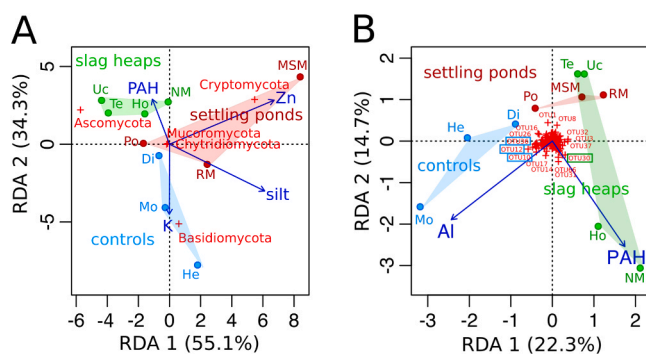 A
slag heaps
MSM
Uc
PAH
NM
Cryptomycota
Te
Ho
Zn
Ascomycota
settling ponds
Mucoromycota
Po
Chytridiomycota
Di
RM
silt
Mo
K
controls
Basidiomycota
He
5
0
-5
RDA 2 (34.3%)
-6 -4 -2 0 2 4 6 8
RDA 1 (55.1%)
B
Te Uc
settling ponds
MSM
Po
RM
Di
OTU8
He
OTU32
OTU12
OTU30
controls
slag heaps
Mo
Al
Ho
PAH
NM
2
1
0
-1
-2
-3
RDA 2 (14.7%)
-3 -2 -1 0 1 2
RDA 1 (22.3%)